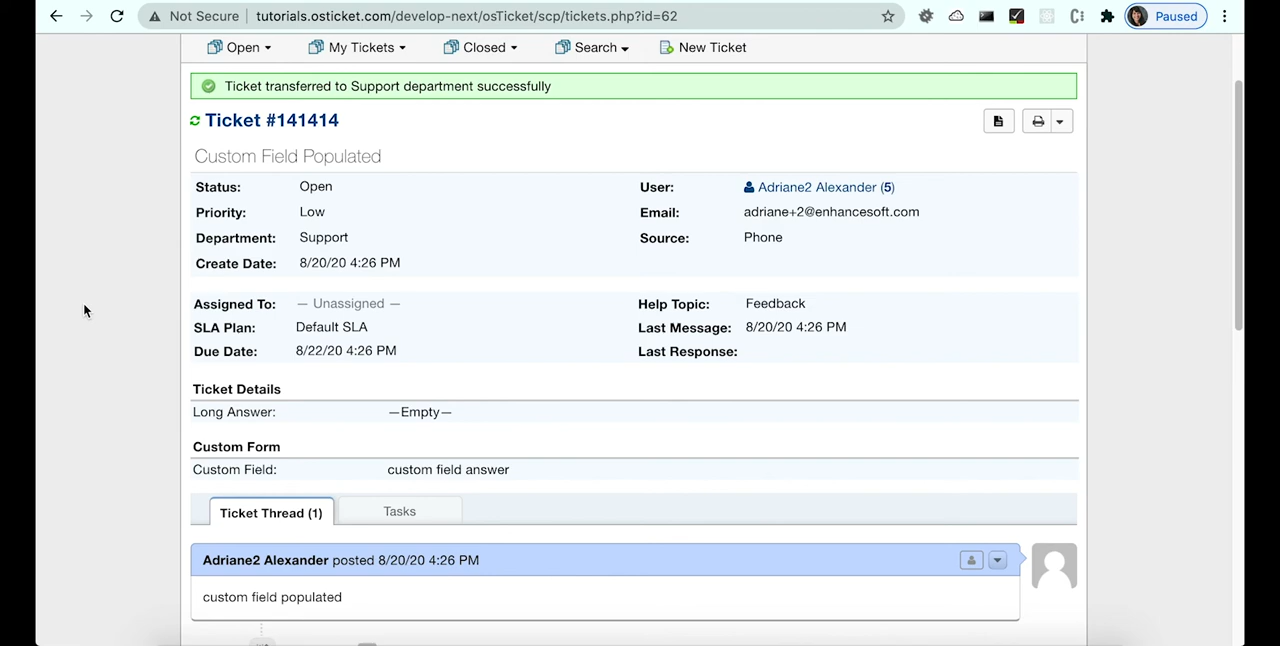 Not Secure | tutorials.osticket.com/develop-next/osTicket/scp/tickets.php?id=62 Paused
Open My Tickets Closed Search New Ticket
Ticket transferred to Support department successfully
Ticket #141414
Custom Field Populated
Status: Open User: Adriane2 Alexander (5)
Priority: Low Email: adriane+2@enhancesoft.com
Department: Support Source: Phone
Create Date: 8/20/20 4:26 PM
Assigned To: — Unassigned — Help Topic: Feedback
SLA Plan: Default SLA Last Message: 8/20/20 4:26 PM
Due Date: 8/22/20 4:26 PM Last Response:
Ticket Details
Long Answer: —Empty—
Custom Form
Custom Field: custom field answer
Ticket Thread (1) Tasks
Adriane2 Alexander posted 8/20/20 4:26 PM
custom field populated